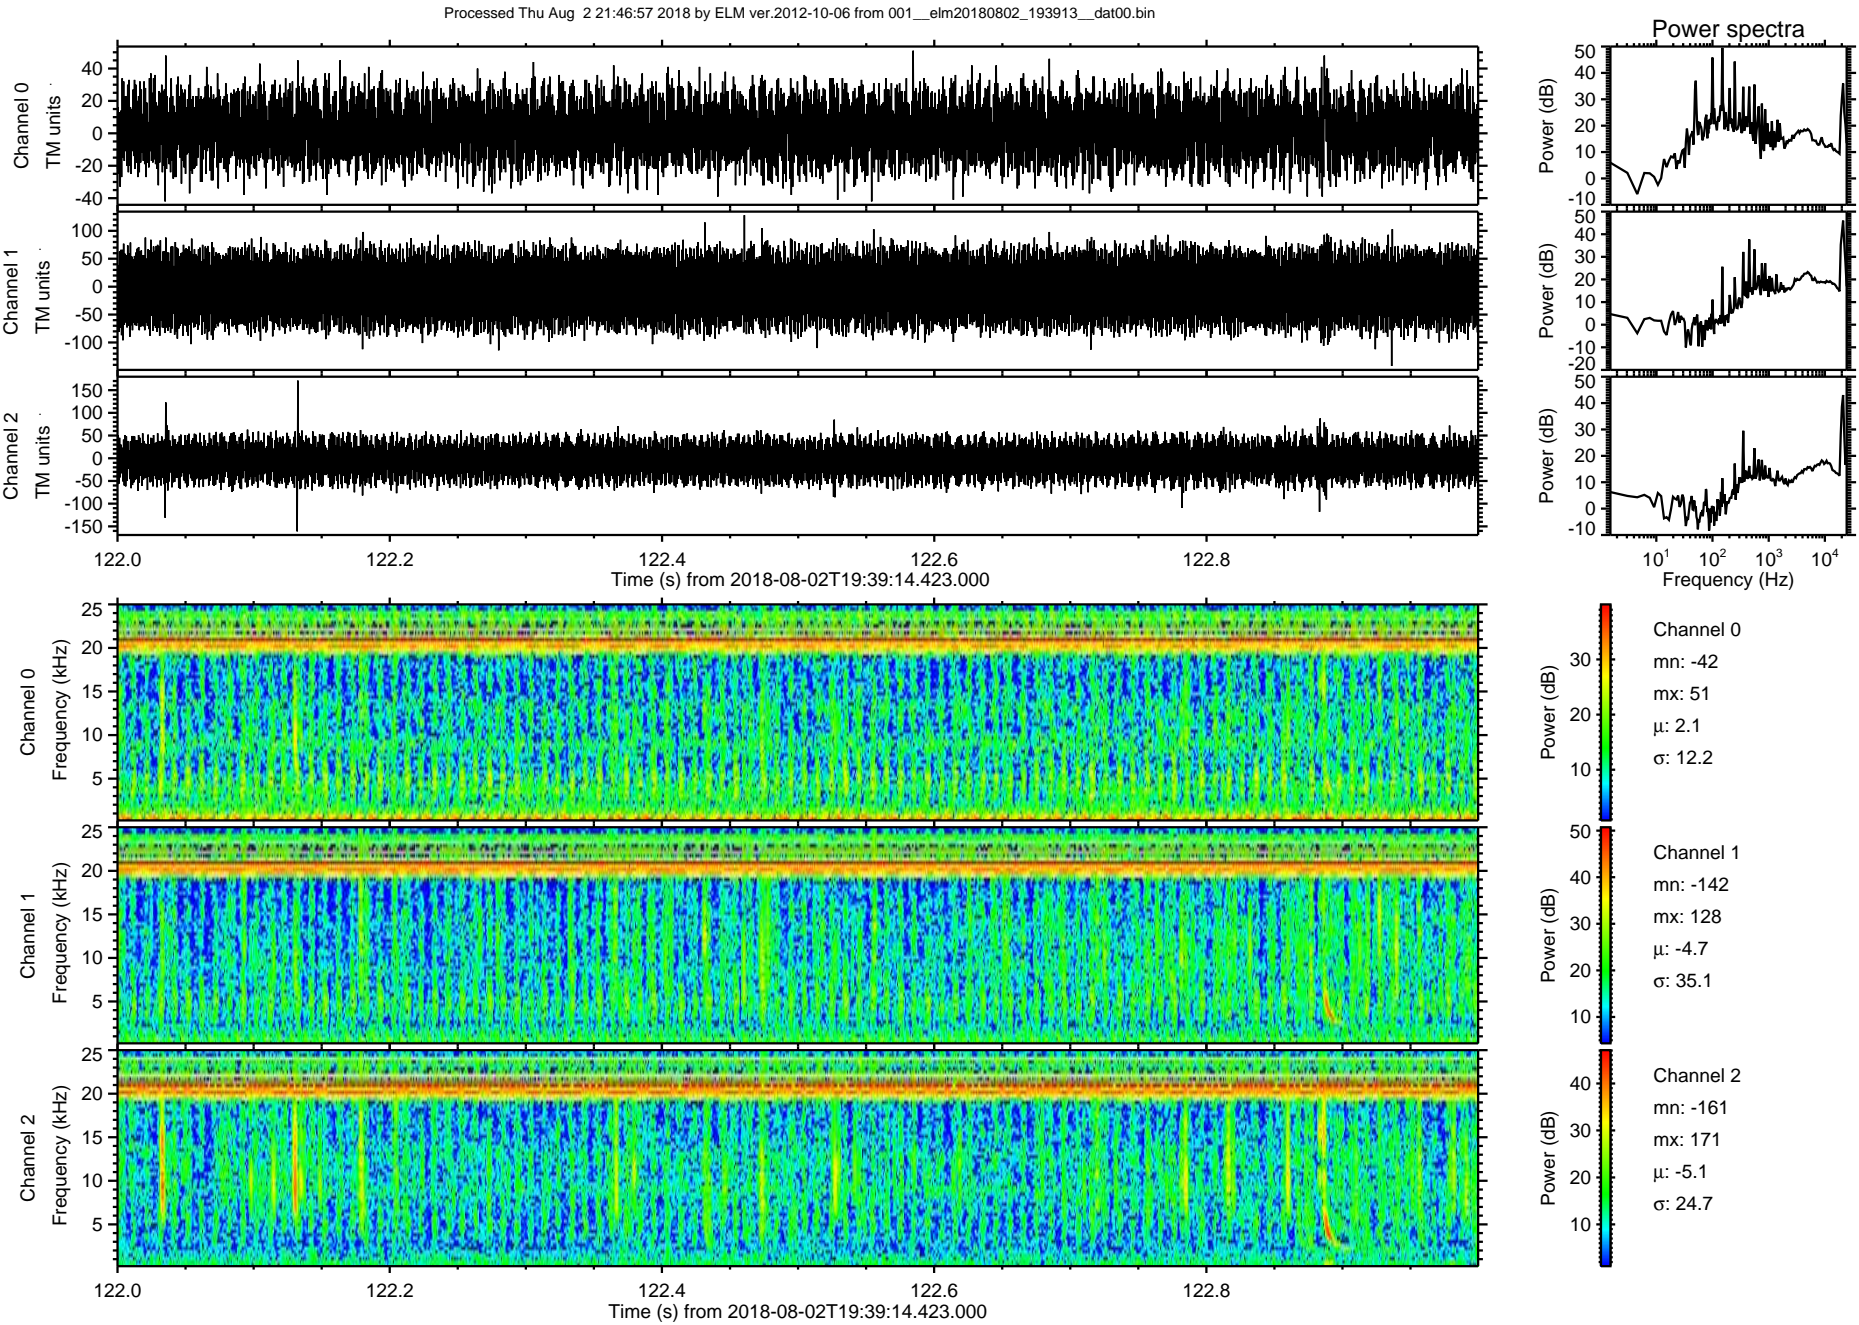 Processed Thu Aug  2 21:46:57 2018 by ELM ver.2012-10-06 from 001__elm20180802_193913__dat00.bin
Power spectra
Channel 0
TM units
40
20
0
-20
-40
Power (dB)
50
40
30
20
10
0
-10
Channel 1
TM units
100
50
0
-50
-100
Power (dB)
50
40
30
20
10
0
-10
-20
Channel 2
TM units
150
100
50
0
-50
-100
-150
Power (dB)
50
40
30
20
10
0
-10
122.0 122.2 122.4 122.6 122.8
Time (s) from 2018-08-02T19:39:14.423.000
10^1 10^2 10^3 10^4
Frequency (Hz)
Channel 0
Frequency (kHz)
25
20
15
10
5
Power (dB)
30
20
10
Channel 0
mn: -42
mx: 51
μ: 2.1
σ: 12.2
Channel 1
Frequency (kHz)
25
20
15
10
5
Power (dB)
50
40
30
20
10
Channel 1
mn: -142
mx: 128
μ: -4.7
σ: 35.1
Channel 2
Frequency (kHz)
25
20
15
10
5
Power (dB)
40
30
20
10
Channel 2
mn: -161
mx: 171
μ: -5.1
σ: 24.7
122.0 122.2 122.4 122.6 122.8
Time (s) from 2018-08-02T19:39:14.423.000